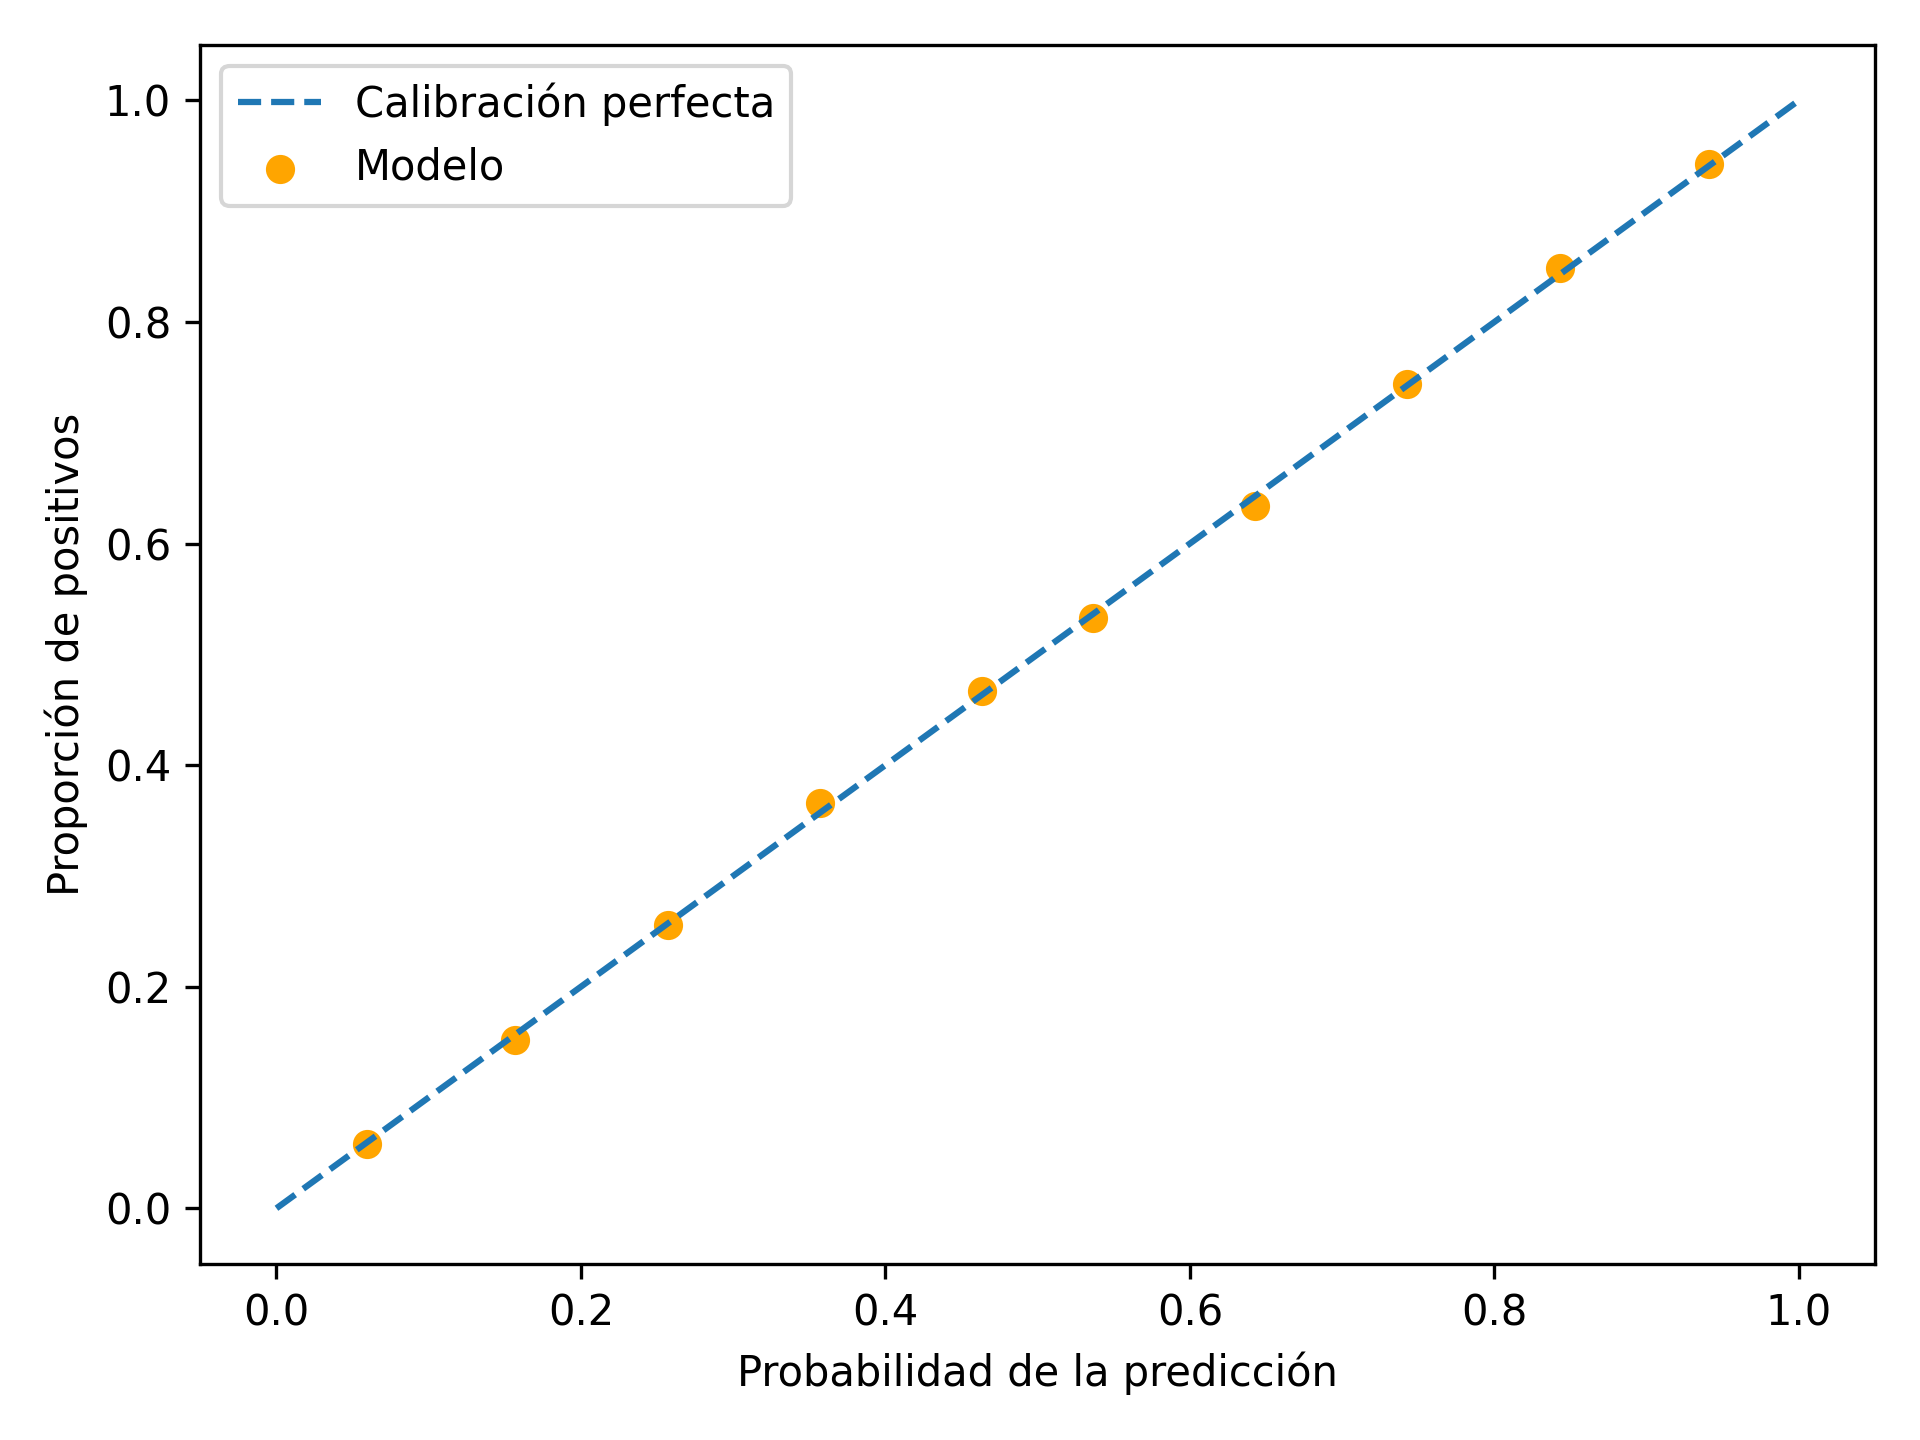 Calibración perfecta
Modelo
Proporción de positivos
1.0
0.8
0.6
0.4
0.2
0.0
0.0 0.2 0.4 0.6 0.8 1.0
Probabilidad de la predicción